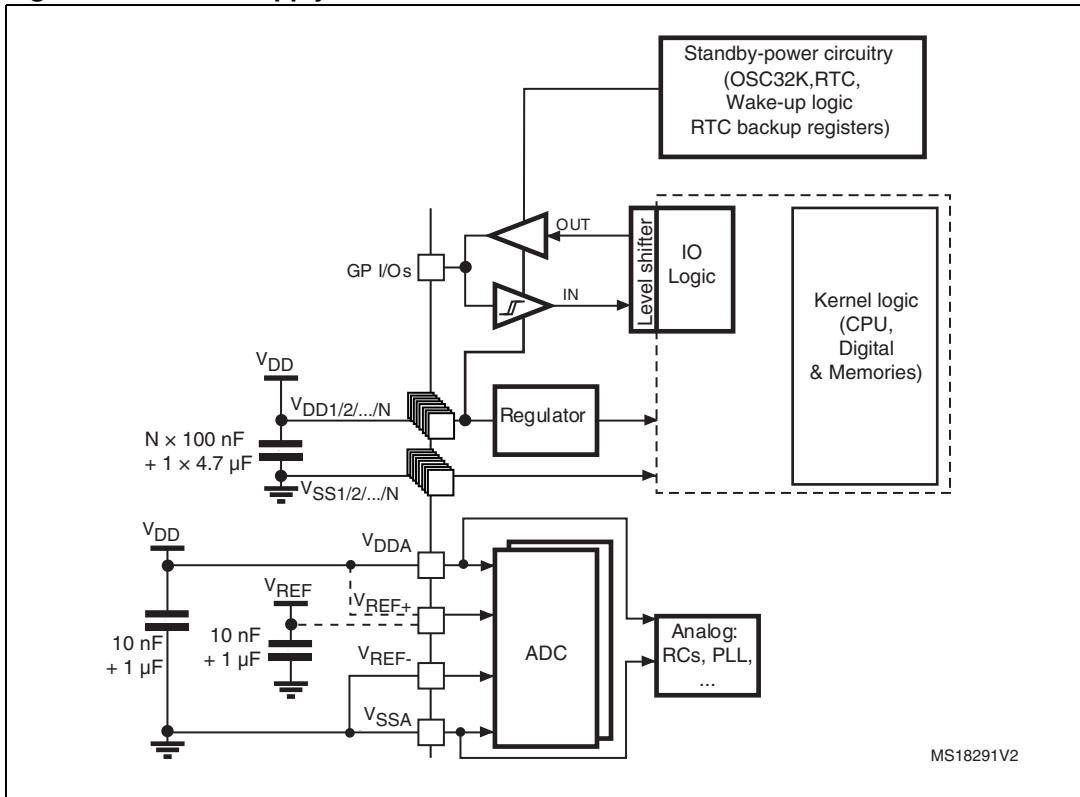 Standby-power circuitry
(OSC32K,RTC,
Wake-up logic
RTC backup registers)
OUT
GP I/Os
IN
Level shifter
IO
Logic
Kernel logic
(CPU,
Digital
& Memories)
VDD
VDD1/2/.../N
Regulator
N × 100 nF
+ 1 × 4.7 µF
VSS1/2/.../N
VDD
VDDA
VREF
VREF+
10 nF
+ 1 µF
10 nF
+ 1 µF
VREF-
ADC
Analog:
RCs, PLL,
...
VSSA
MS18291V2